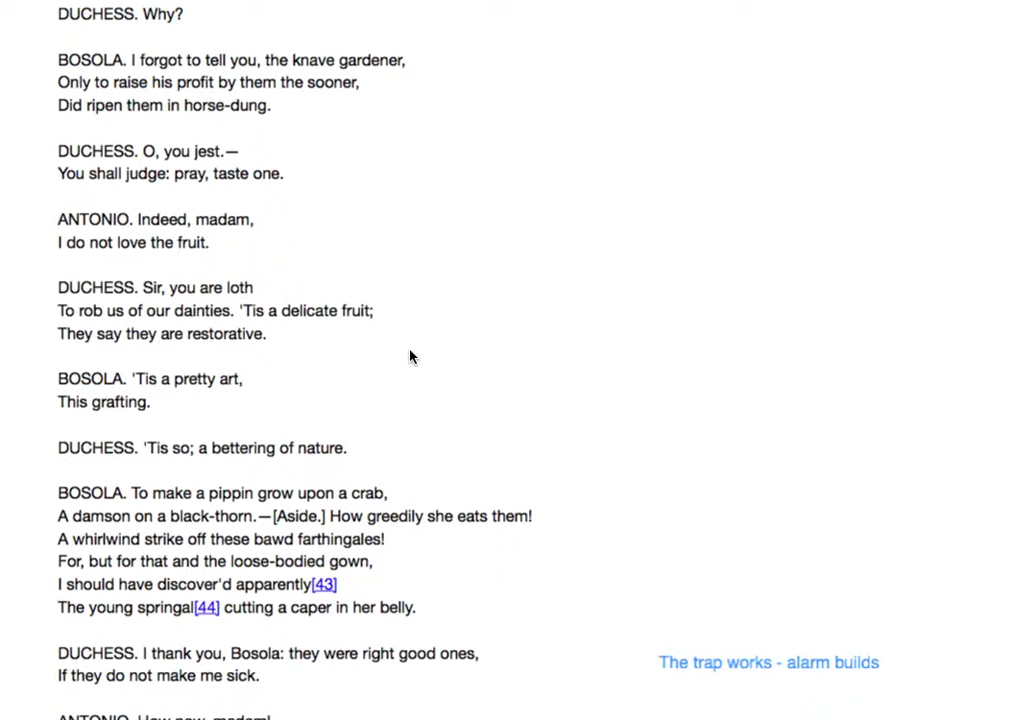 DUCHESS. Why?
BOSOLA. I forgot to tell you, the knave gardener,
Only to raise his profit by them the sooner,
Did ripen them in horse-dung.
DUCHESS. O, you jest.—
You shall judge: pray, taste one.
ANTONIO. Indeed, madam,
I do not love the fruit.
DUCHESS. Sir, you are loth
To rob us of our dainties. 'Tis a delicate fruit;
They say they are restorative.
BOSOLA. 'Tis a pretty art,
This grafting.
DUCHESS. 'Tis so; a bettering of nature.
BOSOLA. To make a pippin grow upon a crab,
A damson on a black-thorn.—[Aside.] How greedily she eats them!
A whirlwind strike off these bawd farthingales!
For, but for that and the loose-bodied gown,
I should have discover'd apparently[43]
The young springal[44] cutting a caper in her belly.
DUCHESS. I thank you, Bosola: they were right good ones,
If they do not make me sick.
The trap works - alarm builds
ANTONIO. How now, madam!